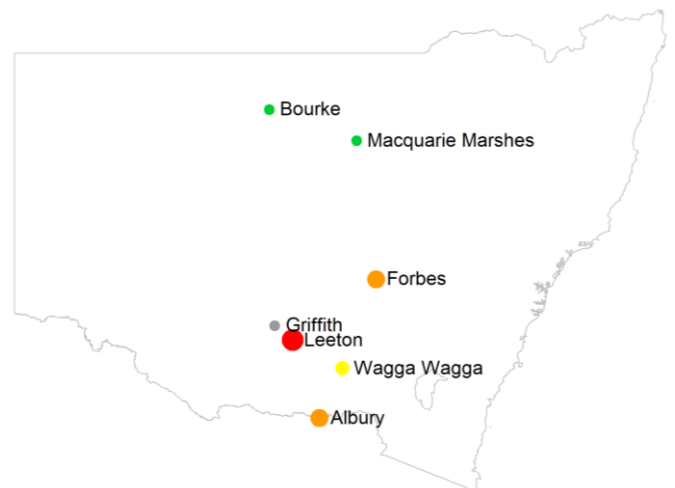 Bourke
Macquarie Marshes
Forbes
Griffith
Leeton
Wagga Wagga
Albury